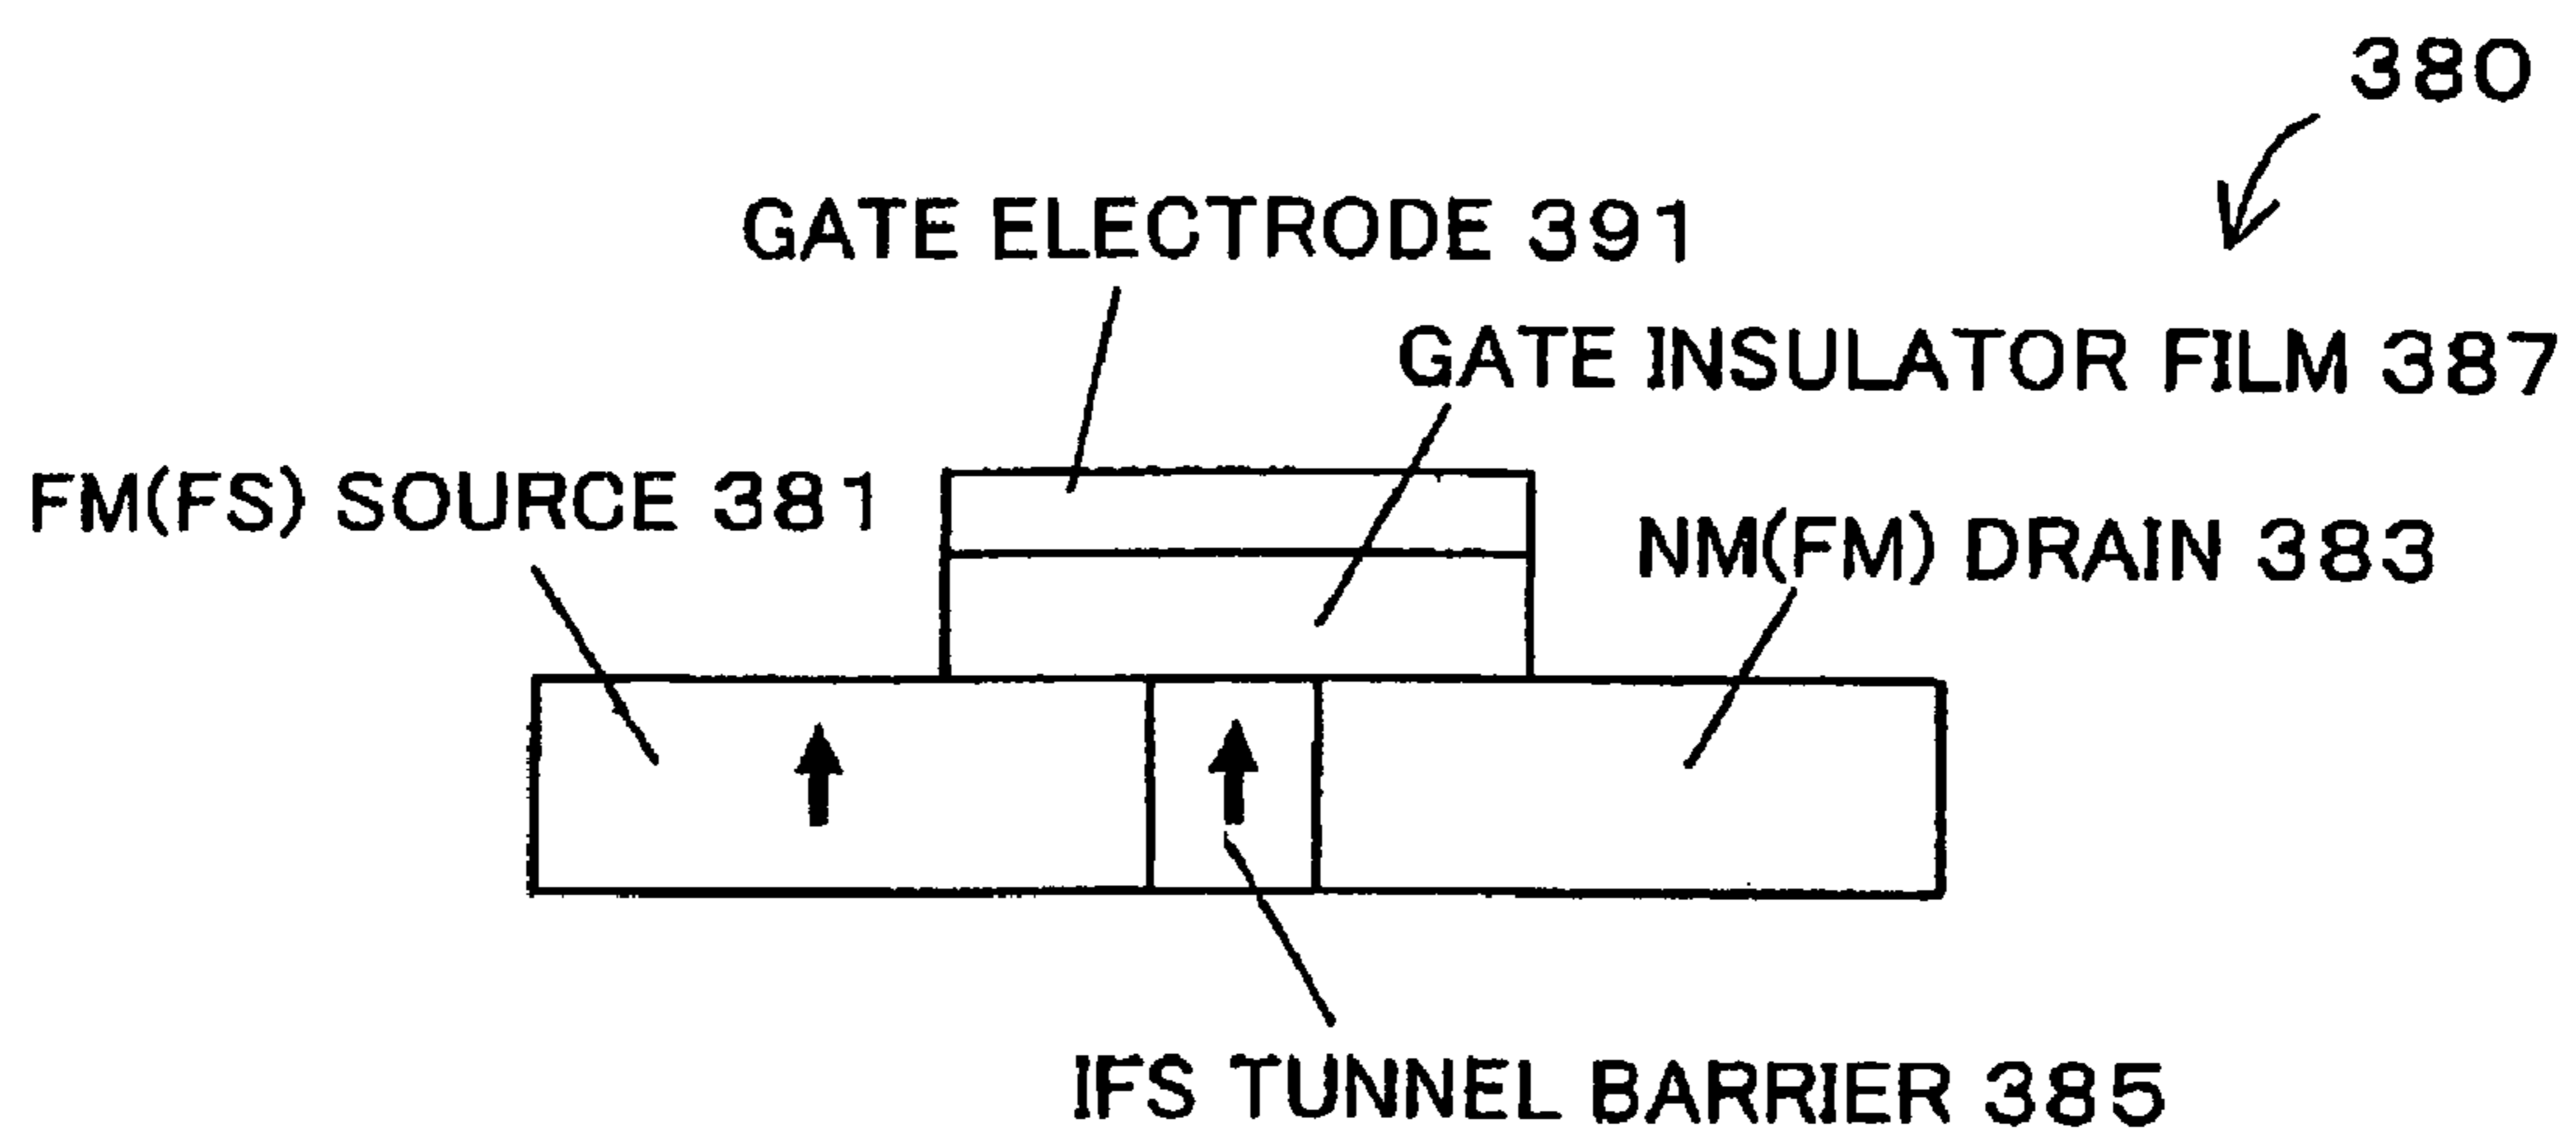 380
GATE ELECTRODE 391
GATE INSULATOR FILM 387
FM(FS) SOURCE 381
NM(FM) DRAIN 383
IFS TUNNEL BARRIER 385